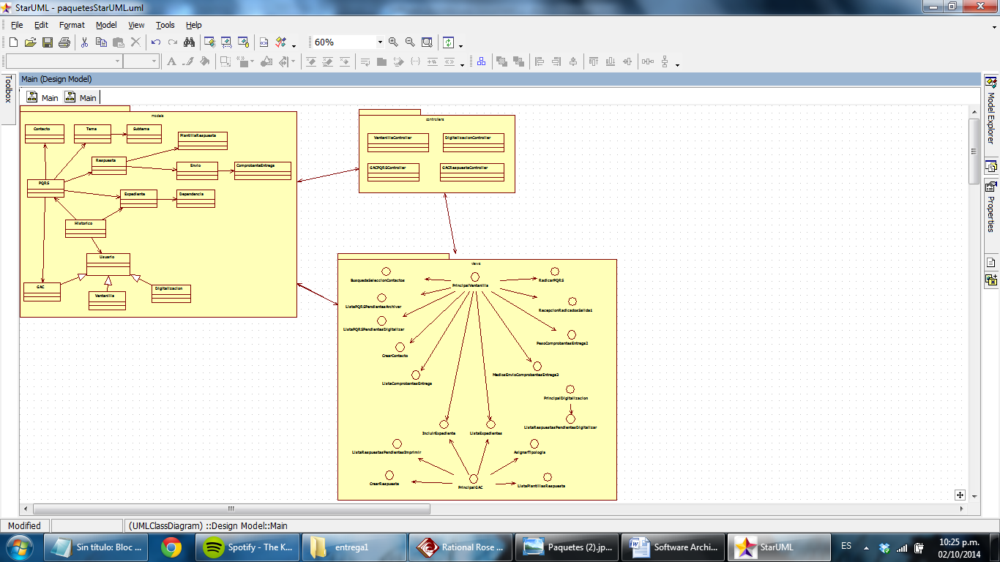 StarUML - paquetesStarUML.uml
File Edit Format Model View Tools Help
60%
Main (Design Model)
Toolbox
Main Main
Model Explorer
Properties
models
Contacto
Tema
Subtema
PlantillaRespuesta
Respuesta
Envio
ComprobanteEntrega
PQRS
Expediente
Dependencia
Historico
Usuario
GAC
Ventanilla
Digitalizacion
controllers
VentanillaController
DigitalizacionController
GACPQRSController
GACRespuestaController
views
BusquedaSeleccionContactos
PrincipalVentanilla
RadicarPQRS
ListaPQRSPendientesArchivar
RecepcionRadicadosSalida1
ListaPQRSPendientesDigitalizar
PesoComprobantesEntrega2
CrearContacto
MediosEnvioComprobantesEntrega3
ListaComprobantesEntrega
PrincipalDigitalizacion
ListaRespuestasPendientesDigitalizar
IncluirExpediente
ListaExpedientes
ListaRespuestasPendientesImprimir
AsignarTipologia
CrearRespuesta
PrincipalGAC
ListaPlantillasRespuesta
Modified
(UMLClassDiagram) ::Design Model::Main
Sin título: Bloc ...
Spotify - The K...
entrega1
Rational Rose ...
Paquetes (2).jp...
Software Archi...
StarUML
ES
10:25 p.m.
02/10/2014